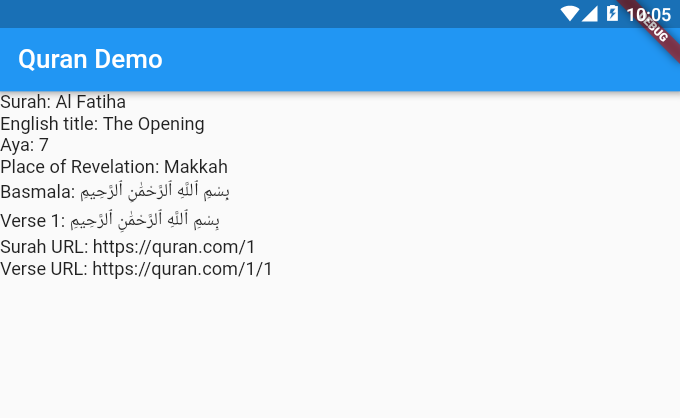 10:05
DEBUG
Quran Demo
Surah: Al Fatiha
English title: The Opening
Aya: 7
Place of Revelation: Makkah
Basmala: بِسْمِ ٱللَّهِ ٱلرَّحْمَٰنِ ٱلرَّحِيمِ
Verse 1: بِسْمِ ٱللَّهِ ٱلرَّحْمَٰنِ ٱلرَّحِيمِ
Surah URL: https://quran.com/1
Verse URL: https://quran.com/1/1